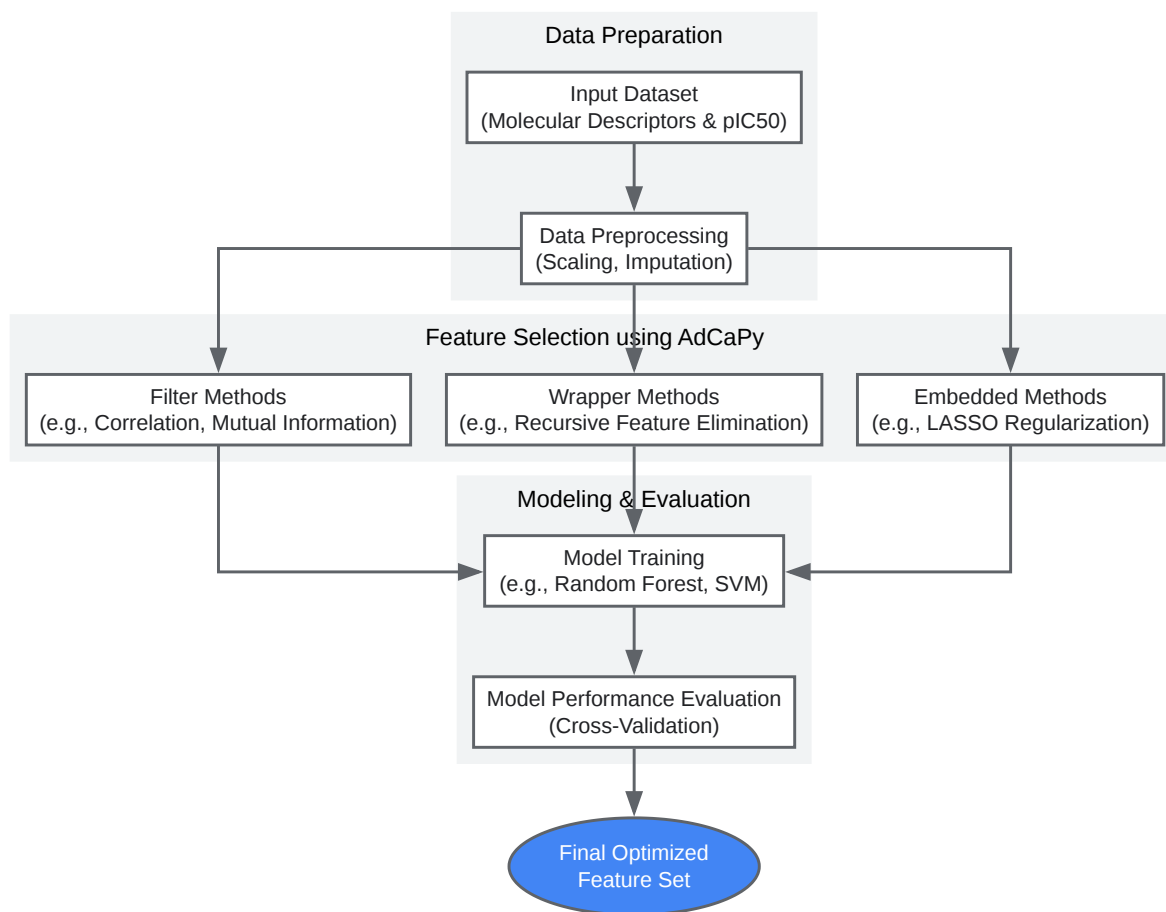 Data Preparation
Input Dataset
(Molecular Descriptors & pIC50)
Data Preprocessing
(Scaling, Imputation)
Feature Selection using AdCaPy
Filter Methods
(e.g., Correlation, Mutual Information)
Wrapper Methods
(e.g., Recursive Feature Elimination)
Embedded Methods
(e.g., LASSO Regularization)
Modeling & Evaluation
Model Training
(e.g., Random Forest, SVM)
Model Performance Evaluation
(Cross-Validation)
Final Optimized
Feature Set